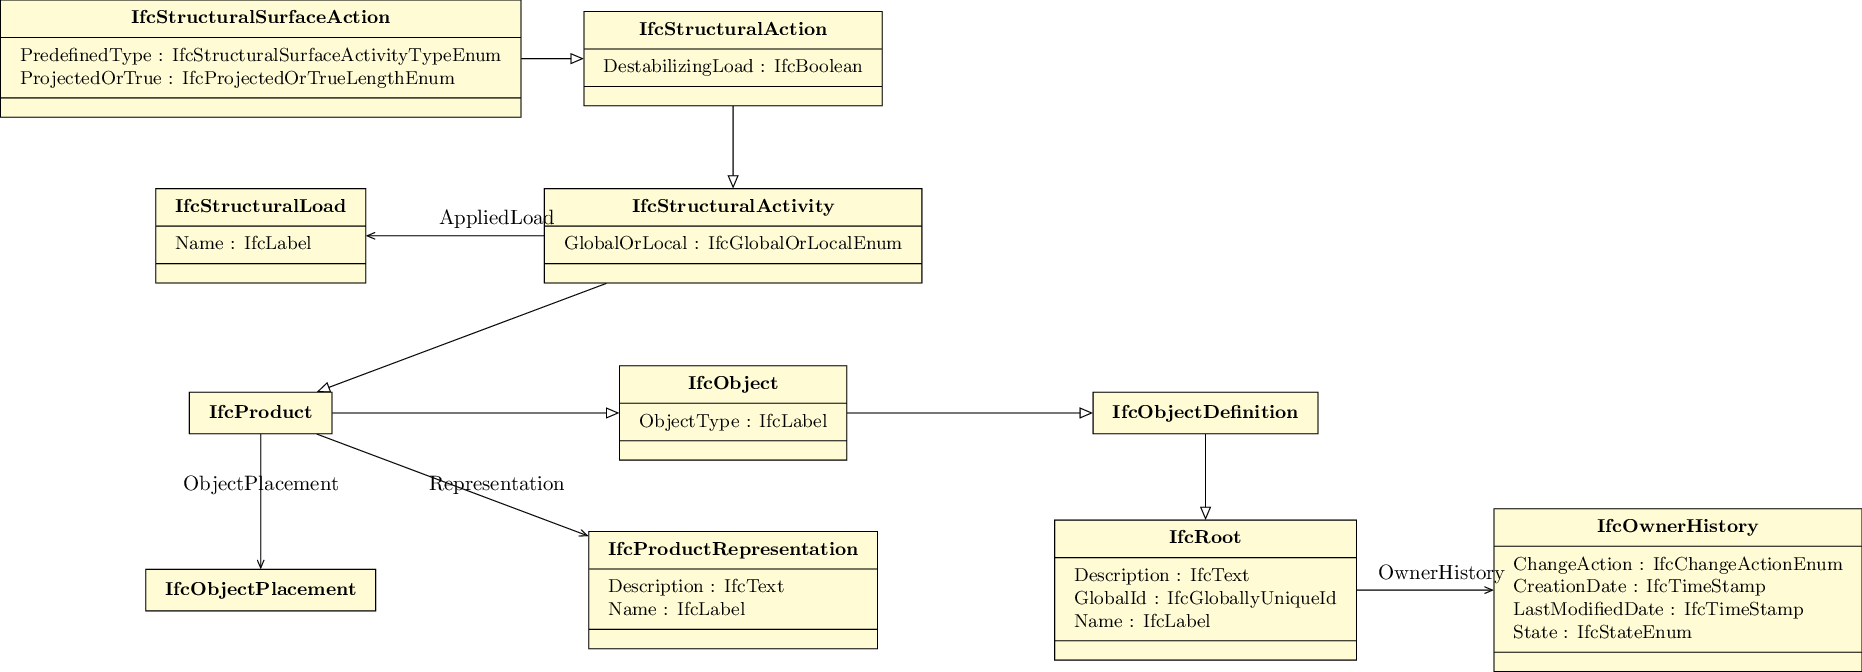 IfcStructuralSurfaceAction
PredefinedType : IfcStructuralSurfaceActivityTypeEnum
ProjectedOrTrue : IfcProjectedOrTrueLengthEnum
IfcStructuralAction
DestabilizingLoad : IfcBoolean
IfcStructuralLoad
Name : IfcLabel
AppliedLoad
IfcStructuralActivity
GlobalOrLocal : IfcGlobalOrLocalEnum
IfcProduct
IfcObject
ObjectType : IfcLabel
IfcObjectDefinition
ObjectPlacement
Representation
IfcObjectPlacement
IfcProductRepresentation
Description : IfcText
Name : IfcLabel
IfcRoot
Description : IfcText
GlobalId : IfcGloballyUniqueId
Name : IfcLabel
OwnerHistory
IfcOwnerHistory
ChangeAction : IfcChangeActionEnum
CreationDate : IfcTimeStamp
LastModifiedDate : IfcTimeStamp
State : IfcStateEnum